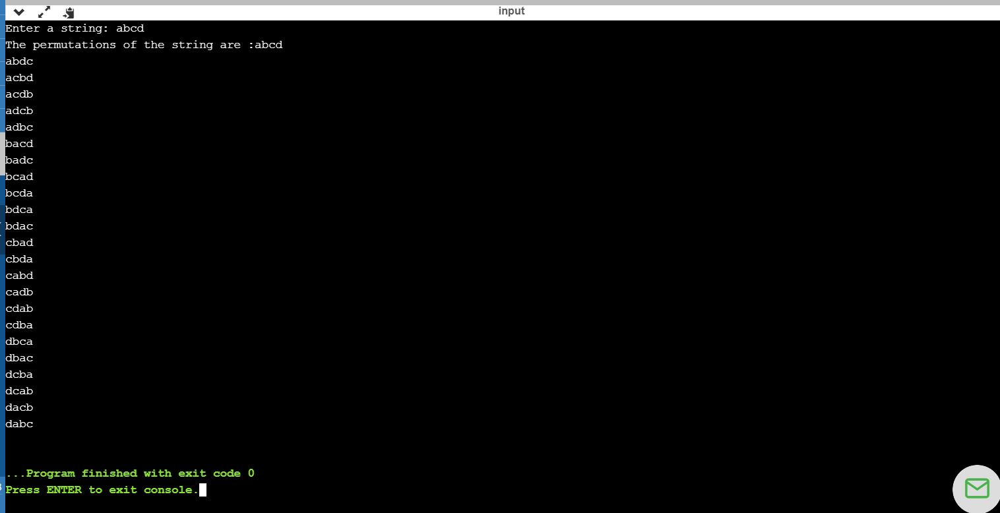 input
Enter a string: abcd
The permutations of the string are :abcd
abdc
acbd
acdb
adcb
adbc
bacd
badc
bcad
bcda
bdca
bdac
cbad
cbda
cabd
cadb
cdab
cdba
dbca
dbac
dcba
dcab
dacb
dabc
...Program finished with exit code 0
Press ENTER to exit console.